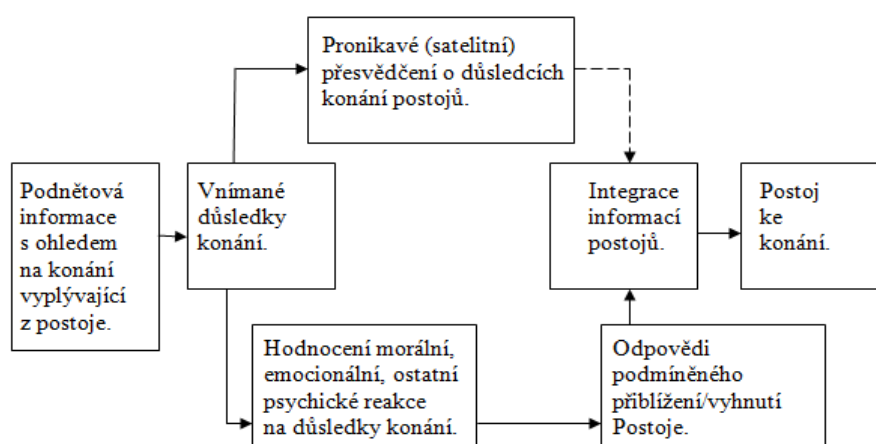 Pronikavé (satelitní)
přesvědčení o důsledcích
konání postojů.
Podnětová
informace
s ohledem
na konání
vyplývající
z postoje.
Vnímané
důsledky
konání.
Integrace
informací
postojů.
Postoj
ke
konání.
Hodnocení morální,
emocionální, ostatní
psychické reakce
na důsledky konání.
Odpovědi
podmíněného
přiblížení/vyhnutí
Postoje.